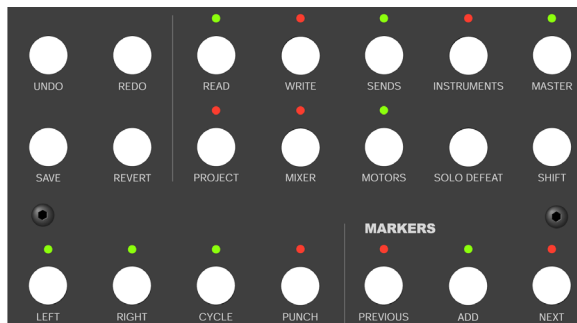 UNDO REDO READ WRITE SENDS INSTRUMENTS MASTER
SAVE REVERT PROJECT MIXER MOTORS SOLO DEFEAT SHIFT
MARKERS
LEFT RIGHT CYCLE PUNCH PREVIOUS ADD NEXT